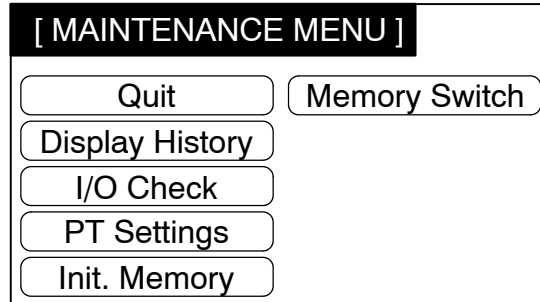 [ MAINTENANCE MENU ]
Quit
Memory Switch
Display History
I/O Check
PT Settings
Init. Memory